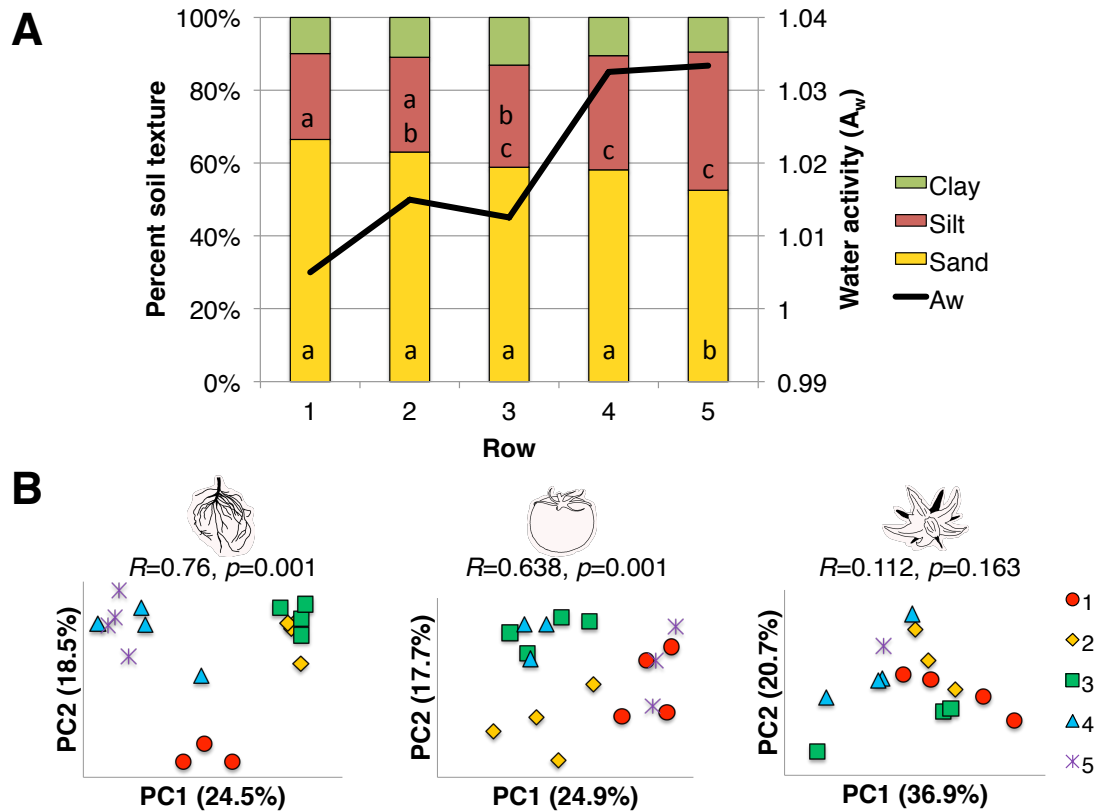 A
Percent soil texture
100%
80%
60%
40%
20%
0%
a
a
b
b
c
c
c
a
a
a
a
b
1 2 3 4 5
Row
1.04
1.03
1.02
1.01
1
0.99
Water activity (Aw)
Clay
Silt
Sand
Aw
B
R=0.76, p=0.001
PC2 (18.5%)
PC1 (24.5%)
R=0.638, p=0.001
PC2 (17.7%)
PC1 (24.9%)
R=0.112, p=0.163
PC2 (20.7%)
PC1 (36.9%)
1
2
3
4
5